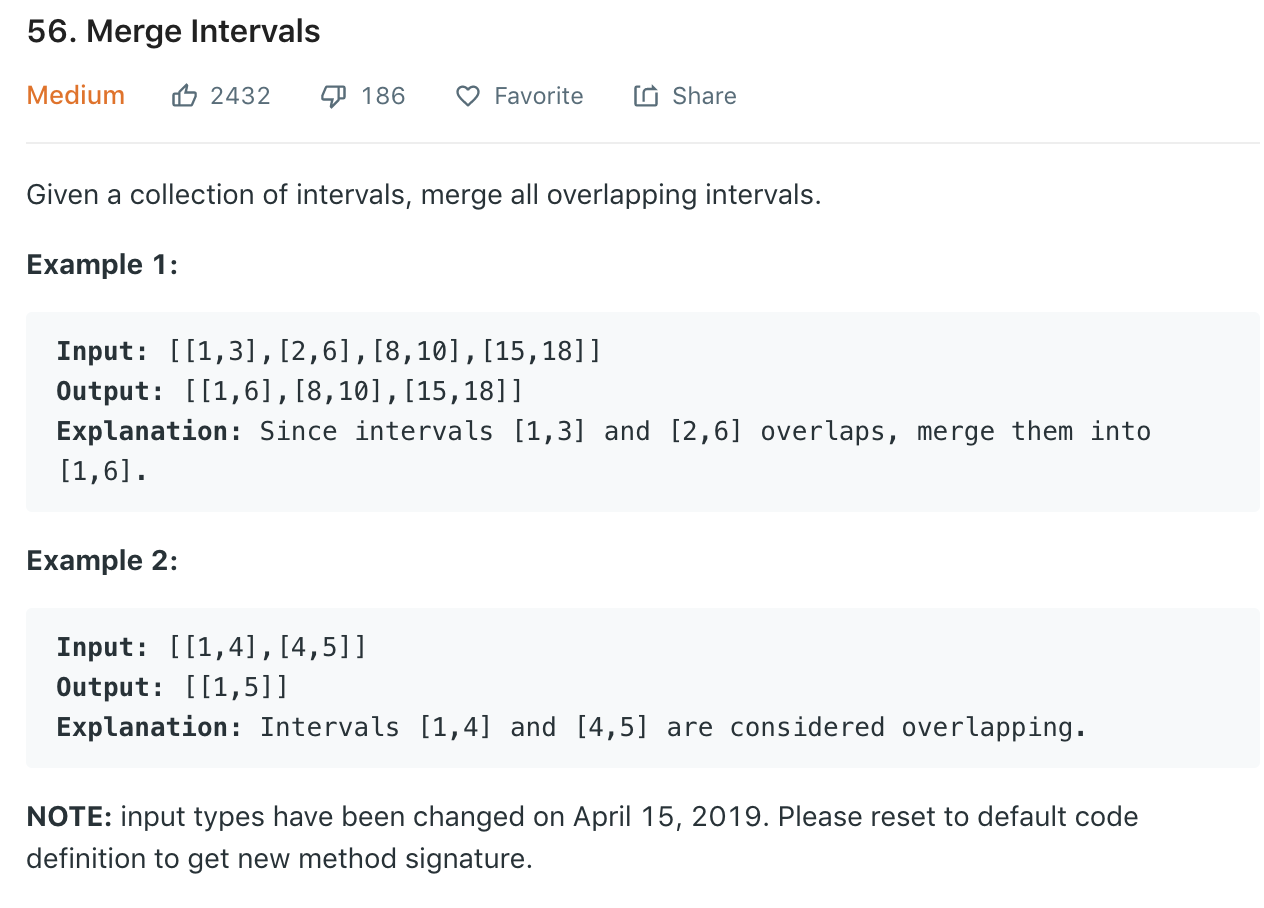 56. Merge Intervals
Medium 2432 186 Favorite Share
Given a collection of intervals, merge all overlapping intervals.
Example 1:
Input: [[1,3],[2,6],[8,10],[15,18]]
Output: [[1,6],[8,10],[15,18]]
Explanation: Since intervals [1,3] and [2,6] overlaps, merge them into
[1,6].
Example 2:
Input: [[1,4],[4,5]]
Output: [[1,5]]
Explanation: Intervals [1,4] and [4,5] are considered overlapping.
NOTE: input types have been changed on April 15, 2019. Please reset to default code
definition to get new method signature.